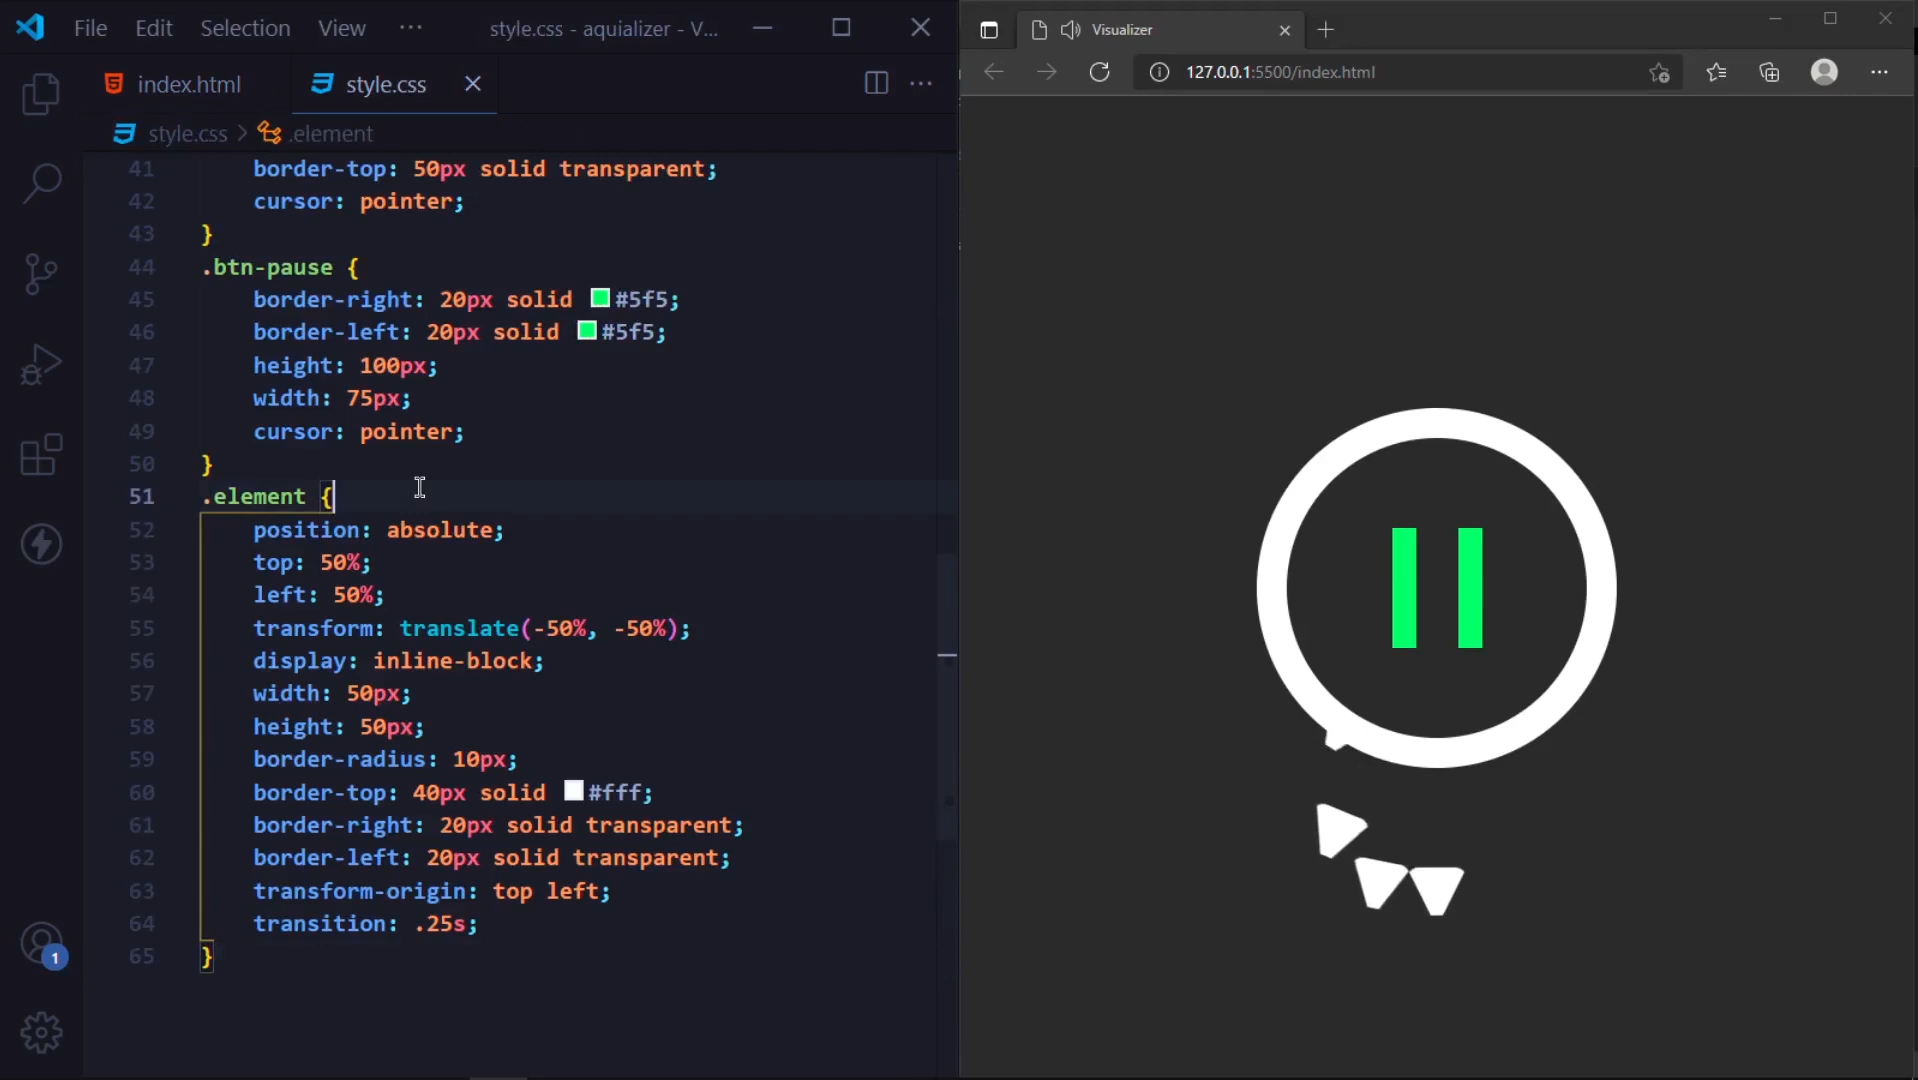 File Edit Selection View ··· style.css - aquializer - V...
index.html style.css
style.css > .element
41 border-top: 50px solid transparent;
42 cursor: pointer;
43 }
44 .btn-pause {
45 border-right: 20px solid #5f5;
46 border-left: 20px solid #5f5;
47 height: 100px;
48 width: 75px;
49 cursor: pointer;
50 }
51 .element {
52 position: absolute;
53 top: 50%;
54 left: 50%;
55 transform: translate(-50%, -50%);
56 display: inline-block;
57 width: 50px;
58 height: 50px;
59 border-radius: 10px;
60 border-top: 40px solid #fff;
61 border-right: 20px solid transparent;
62 border-left: 20px solid transparent;
63 transform-origin: top left;
64 transition: .25s;
65 }
1
Visualizer
127.0.0.1:5500/index.html